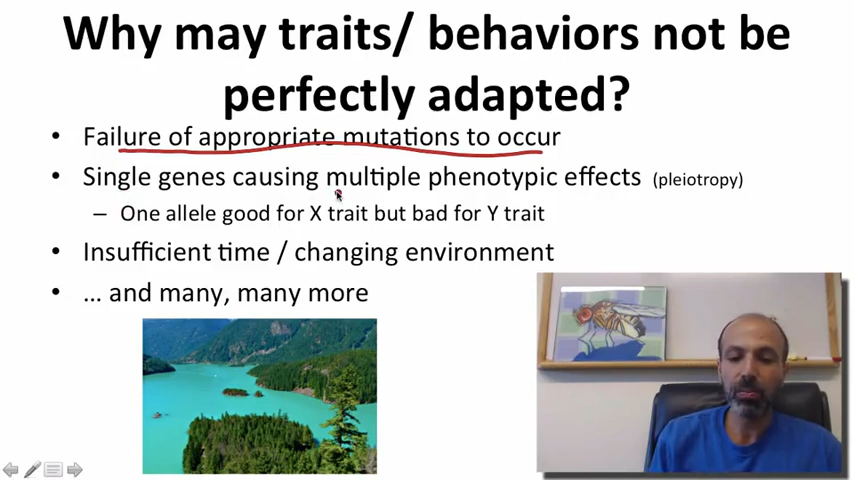 Why may traits/ behaviors not be
perfectly adapted?
• Failure of appropriate mutations to occur
• Single genes causing multiple phenotypic effects (pleiotropy)
– One allele good for X trait but bad for Y trait
• Insufficient time / changing environment
• … and many, many more